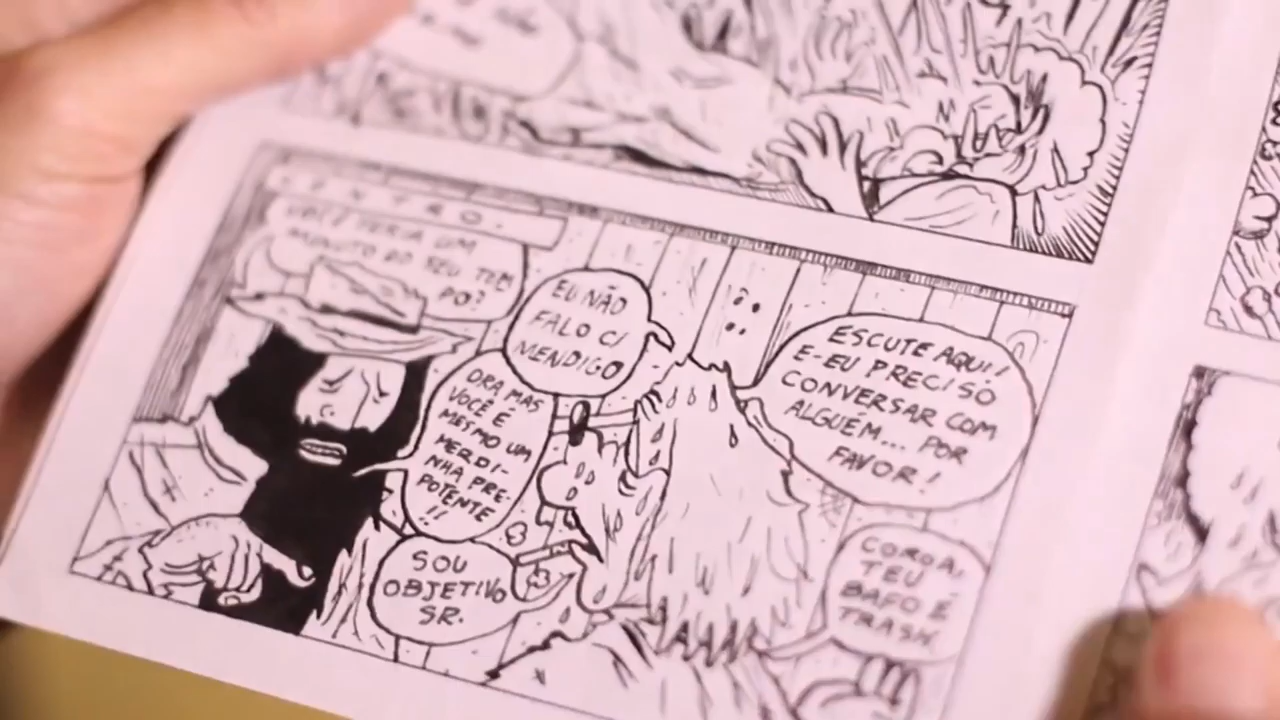 CENTRO.
VOCÊ TERIA UM
MINUTO DO SEU TEM
PO?
EU NÃO
FALO C/
MENDIGO
ORA MAS
VOCÊ É
MESMO UM
MERDI-
NHA PRE-
POTENTE
!!
SOU
OBJETIVO
SR.
ESCUTE AQUI!
E-EU PRECISO
CONVERSAR COM
ALGUÉM... POR
FAVOR!
COROA,
TEU
BAFO É
TRASH.